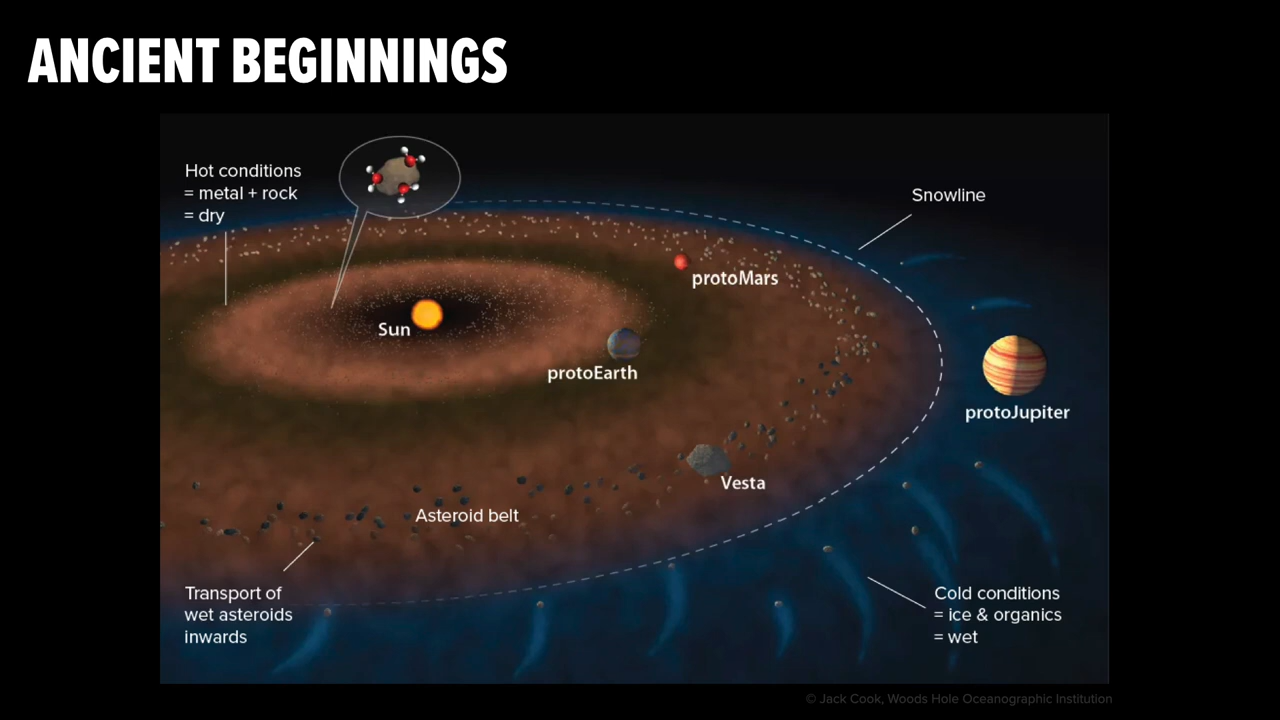 ANCIENT BEGINNINGS
Hot conditions
= metal + rock
= dry
Snowline
protoMars
Sun
protoEarth
protoJupiter
Vesta
Asteroid belt
Transport of
wet asteroids
inwards
Cold conditions
= ice & organics
= wet
© Jack Cook, Woods Hole Oceanographic Institution